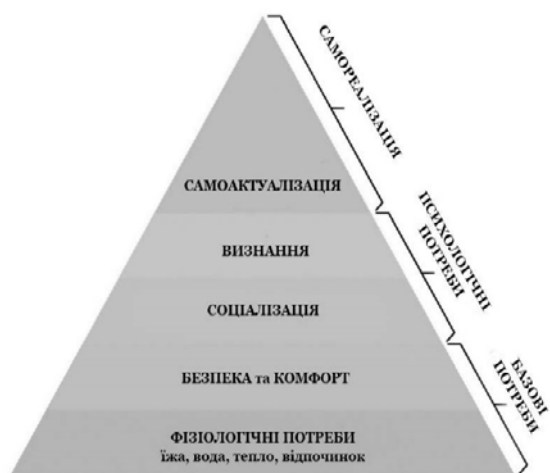 САМОАКТУАЛІЗАЦІЯ
ВИЗНАННЯ
СОЦІАЛІЗАЦІЯ
БЕЗПЕКА та КОМФОРТ
ФІЗІОЛОГІЧНІ ПОТРЕБИ
їжа, вода, тепло, відпочинок
САМОРЕАЛІЗАЦІЯ
ПСИХОЛОГІЧНІ
ПОТРЕБИ
БАЗОВІ
ПОТРЕБИ